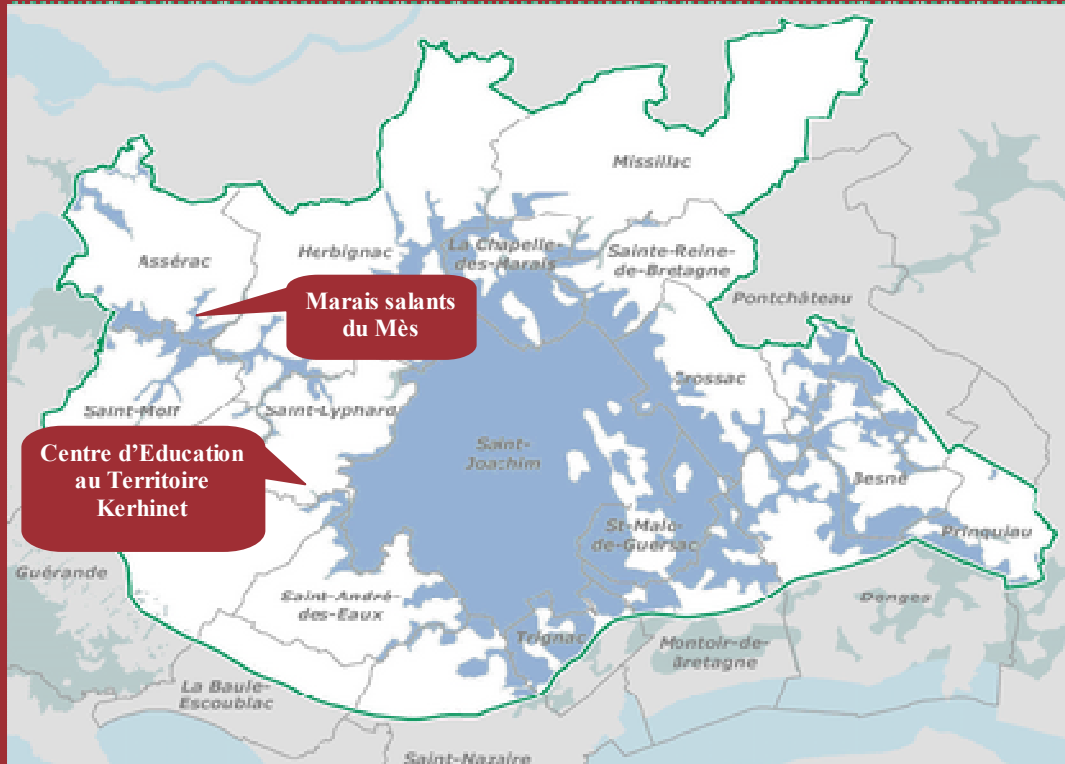 Missillac
La Chapelle-
des-Marais
Herbignac
Assérac
Sainte-Reine-
de-Bretagne
Marais salants
du Mès
Pontchâteau
Crossac
Saint-Molf
Saint-Lyphard
Centre d’Education
au Territoire
Kerhinet
Saint-
Joachim
Besné
St-Malo-
de-Guersac
Prinquiau
Guérande
Saint-André-
des-Eaux
Donges
Trignac
Montoir-de-
Bretagne
La Baule-
Escoublac
Saint-Nazaire